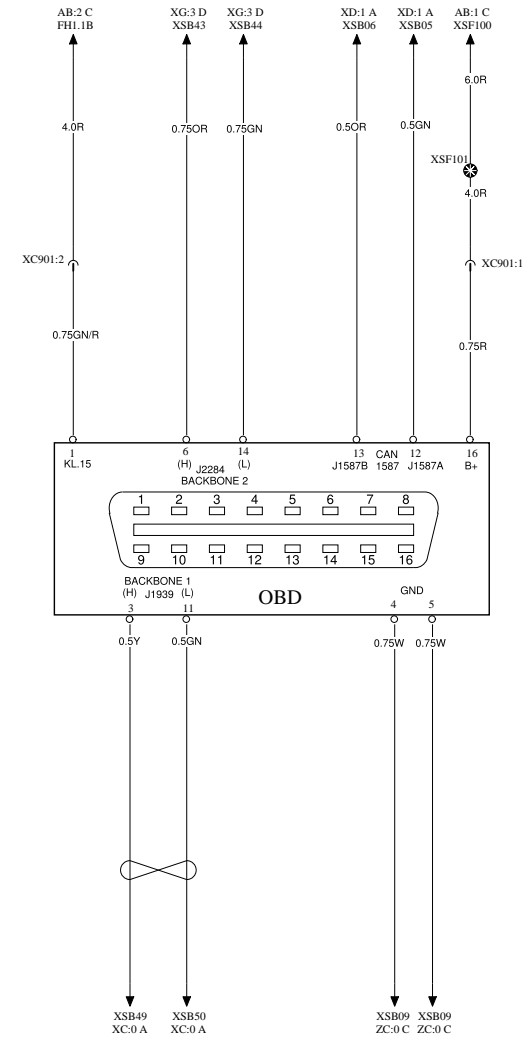 AB:2 C XG:3 D XG:3 D XD:1 A XD:1 A AB:1 C
FH1.1B XSB43 XSB44 XSB06 XSB05 XSF100
6.0R
4.0R 0.75OR 0.75GN 0.5OR 0.5GN
XSF101
4.0R
XC901:2 XC901:1
0.75GN/R
0.75R
1 6 14 13 12 16
KL.15 (H) J2284 (L) J1587B CAN 1587 J1587A B+
BACKBONE 2
1 2 3 4 5 6 7 8
9 10 11 12 13 14 15 16
BACKBONE 1
(H) J1939 (L) OBD GND
3 11 4 5
0.5Y 0.5GN 0.75W 0.75W
XSB49 XSB50 XSB09 XSB09
XC:0 A XC:0 A ZC:0 C ZC:0 C